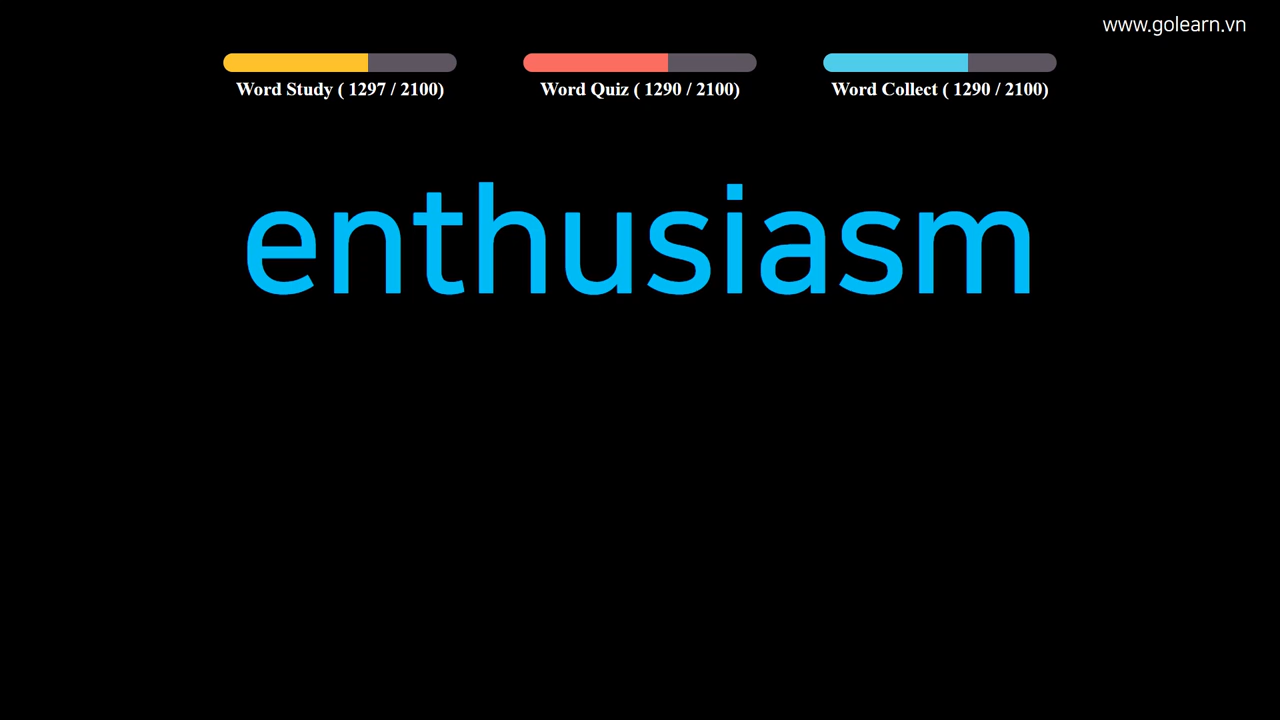 www.golearn.vn
Word Study ( 1297 / 2100)
Word Quiz ( 1290 / 2100)
Word Collect ( 1290 / 2100)
enthusiasm